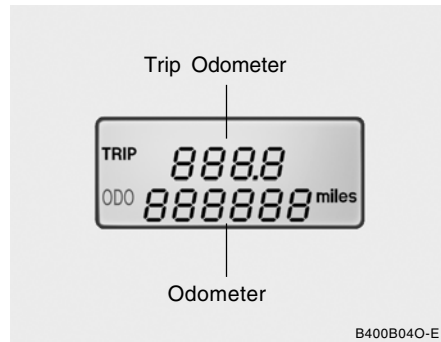 Trip Odometer
TRIP 888.8
ODO 888888 miles
Odometer
B400B04O-E